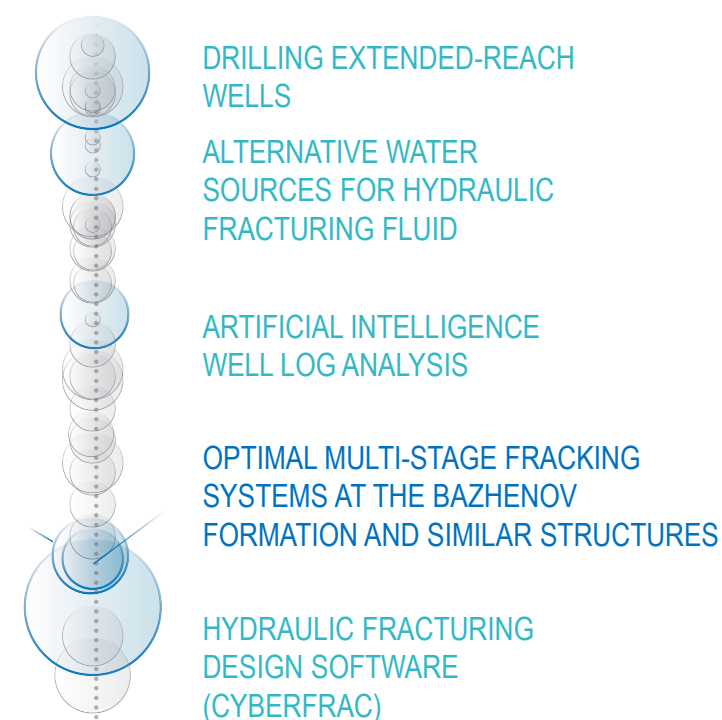 DRILLING EXTENDED-REACH
WELLS
ALTERNATIVE WATER
SOURCES FOR HYDRAULIC
FRACTURING FLUID
ARTIFICIAL INTELLIGENCE
WELL LOG ANALYSIS
OPTIMAL MULTI-STAGE FRACKING
SYSTEMS AT THE BAZHENOV
FORMATION AND SIMILAR STRUCTURES
HYDRAULIC FRACTURING
DESIGN SOFTWARE
(CYBERFRAC)